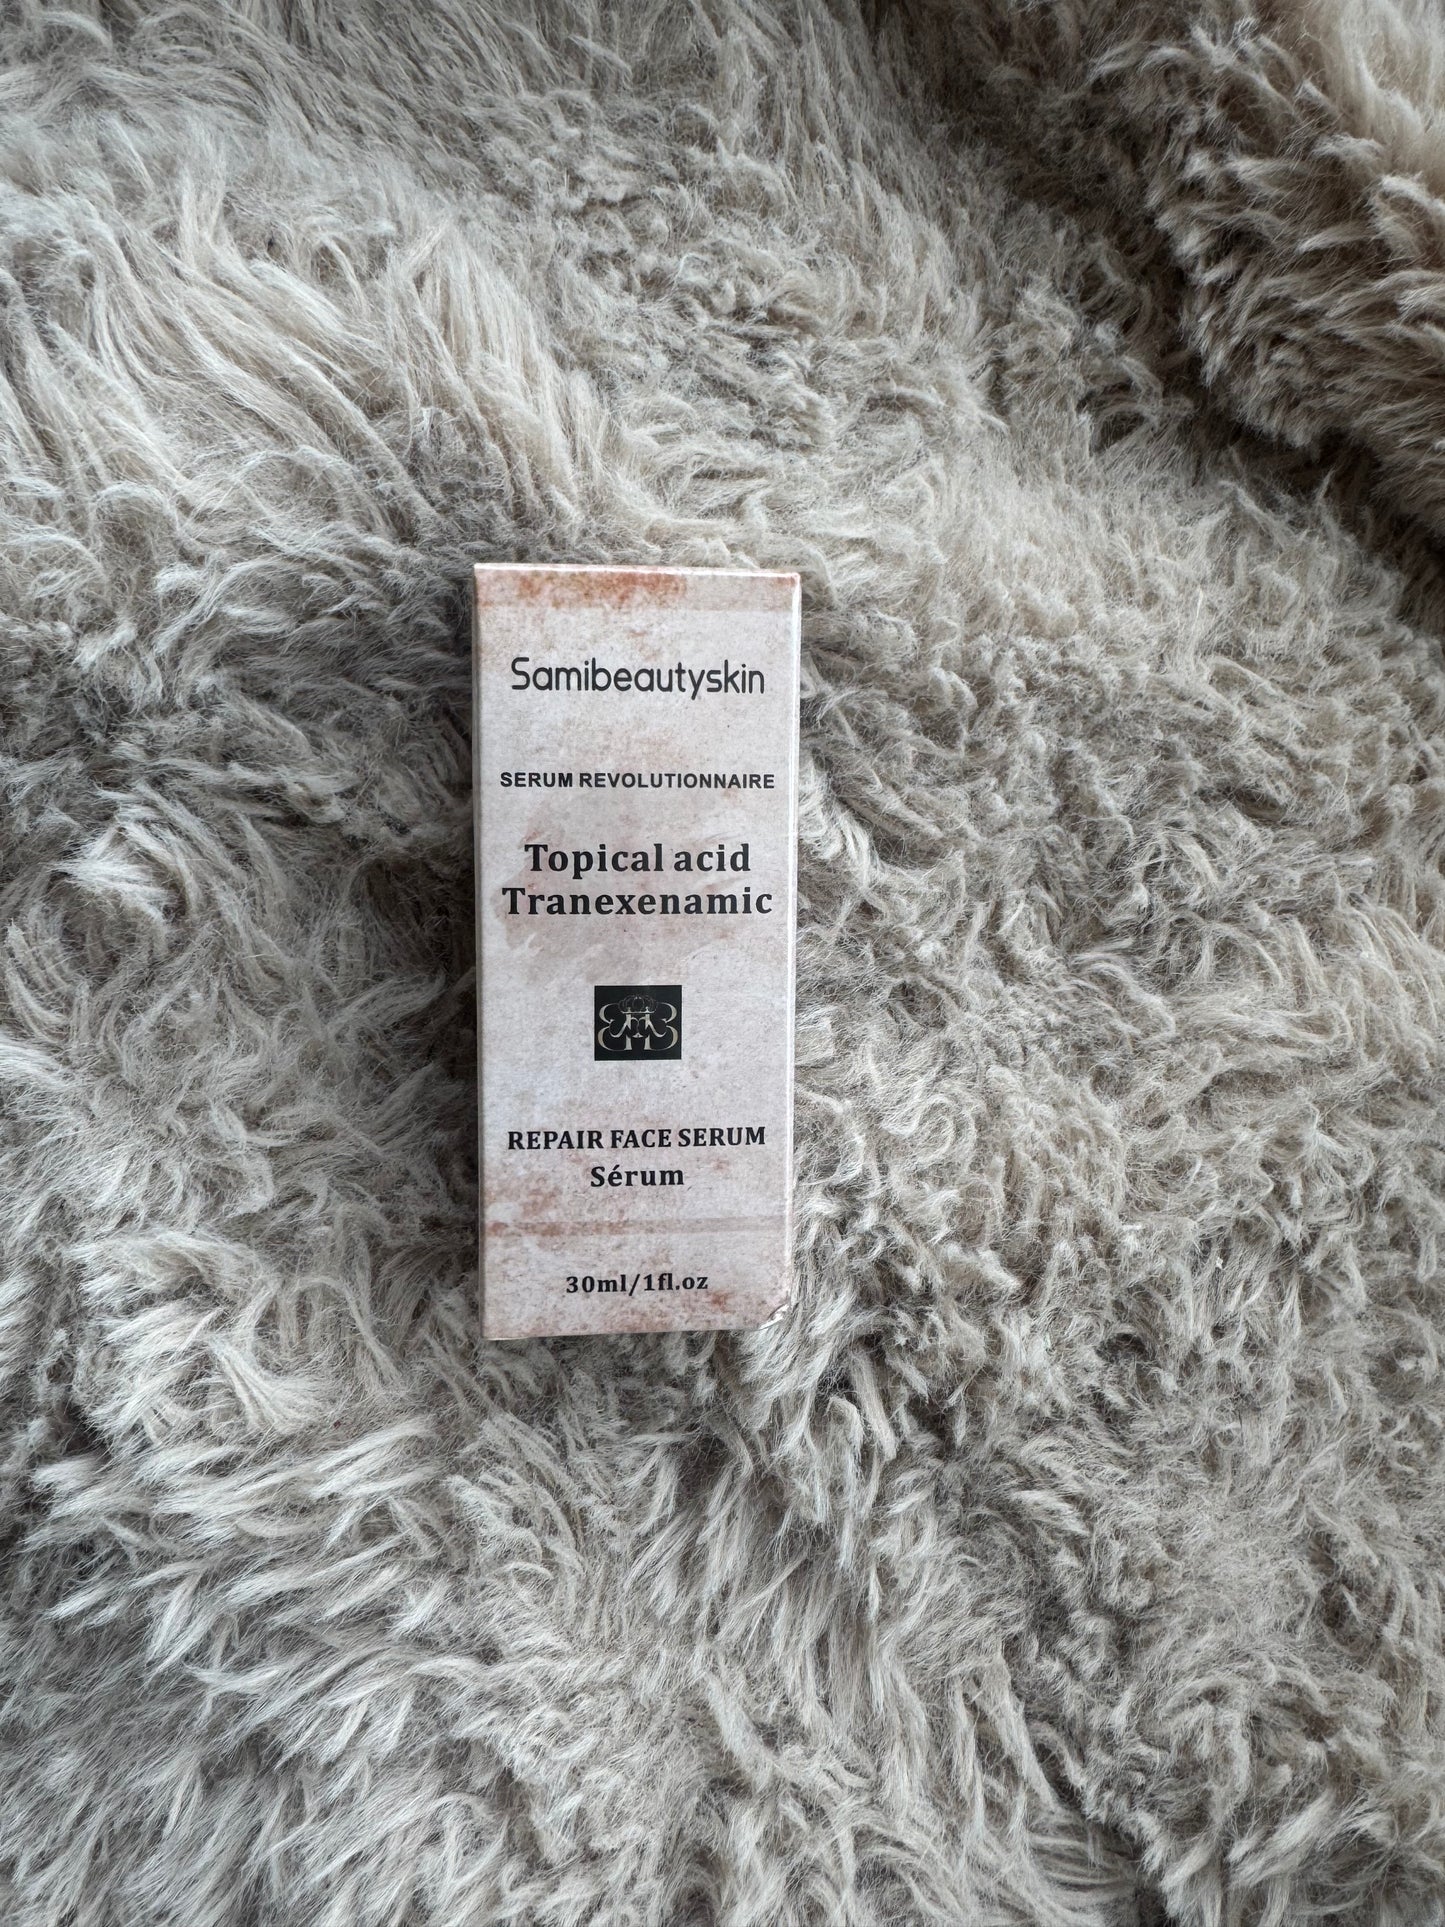 Samibeautyskin
SERUM REVOLUTIONNAIRE
Topical acid
Tranexenamic
REPAIR FACE SERUM
Sérum
30ml/1fl.oz